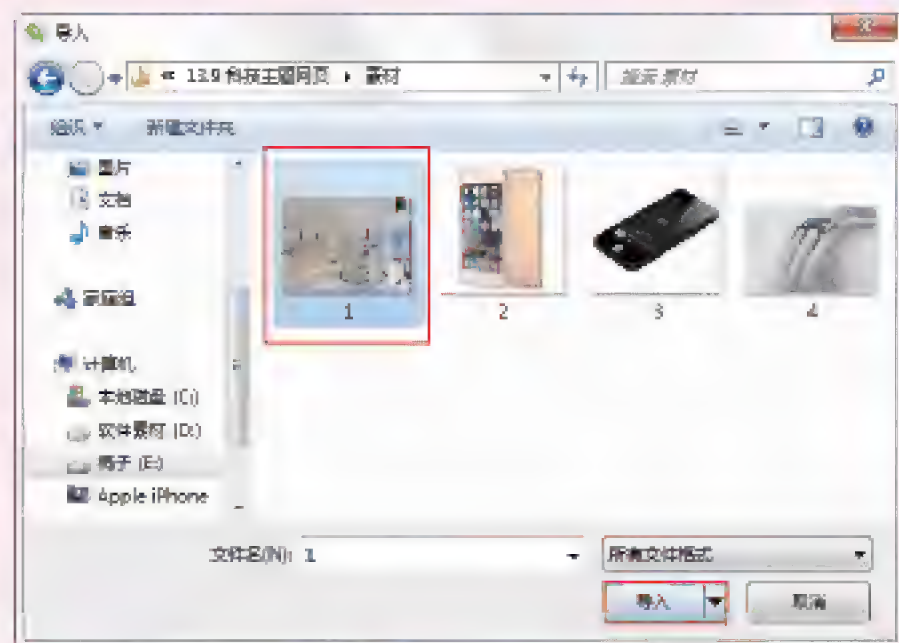 导入
« 13.9 科技主题网页 ▸ 素材
搜索 素材
组织 ▼ 新建文件夹
图片
文档
音乐
家庭组
计算机
本地磁盘 (C:)
软件素材 (D:)
稿子 (E:)
Apple iPhone
1 2 3 4
文件名(N): 1
所有文件格式
导入 取消